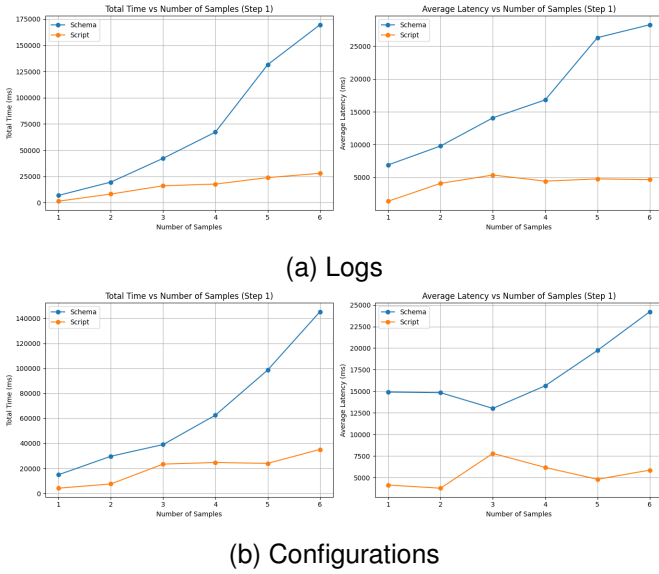 Total Time vs Number of Samples (Step 1)
Schema
Script
175000
150000
125000
100000
75000
50000
25000
0
Total Time (ms)
1 2 3 4 5 6
Number of Samples
Average Latency vs Number of Samples (Step 1)
Schema
Script
25000
20000
15000
10000
5000
Average Latency (ms)
1 2 3 4 5 6
Number of Samples
(a) Logs
Total Time vs Number of Samples (Step 1)
Schema
Script
140000
120000
100000
80000
60000
40000
20000
0
Total Time (ms)
1 2 3 4 5 6
Number of Samples
Average Latency vs Number of Samples (Step 1)
Schema
Script
25000
22500
20000
17500
15000
12500
10000
7500
5000
Average Latency (ms)
1 2 3 4 5 6
Number of Samples
(b) Configurations